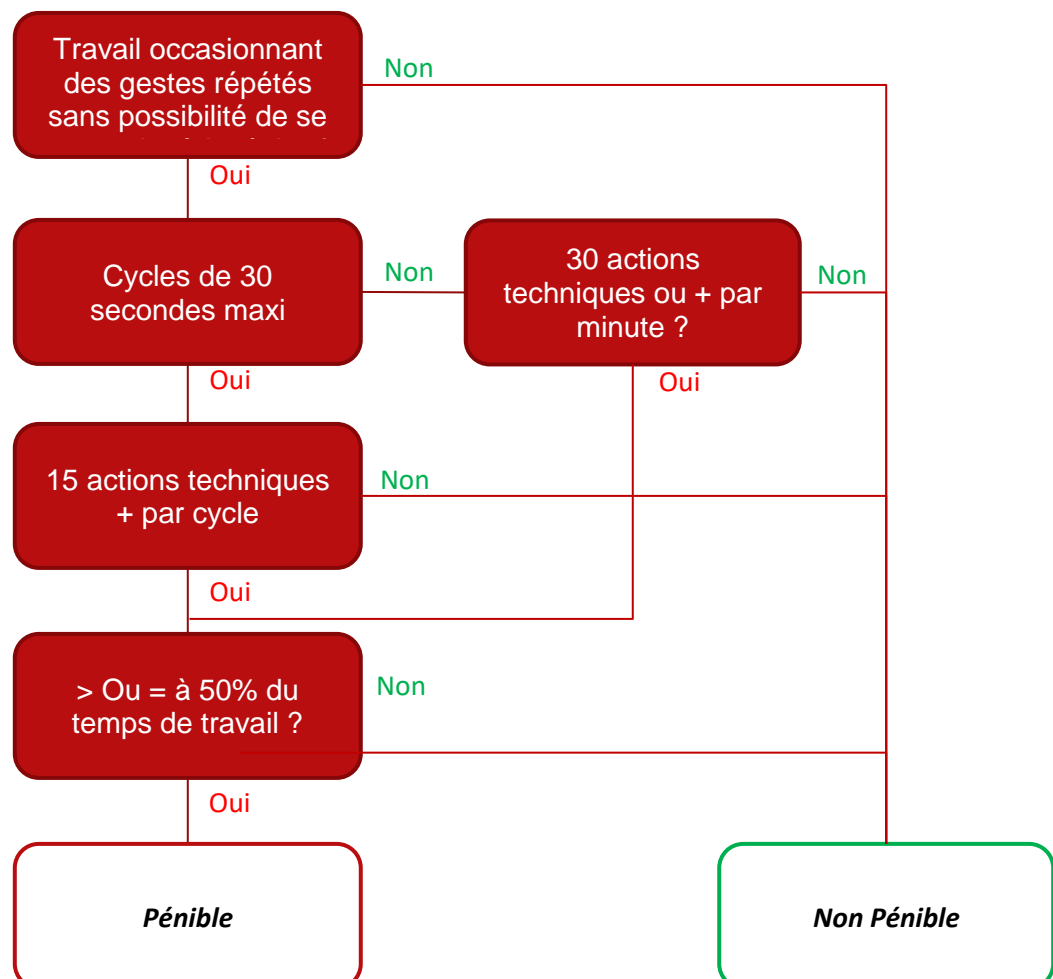 Travail occasionnant
des gestes répétés
sans possibilité de se
Non
Oui
Cycles de 30
secondes maxi
Non
30 actions
techniques ou + par
minute ?
Non
Oui
Oui
15 actions techniques
+ par cycle
Non
Oui
> Ou = à 50% du
temps de travail ?
Non
Oui
Pénible
Non Pénible